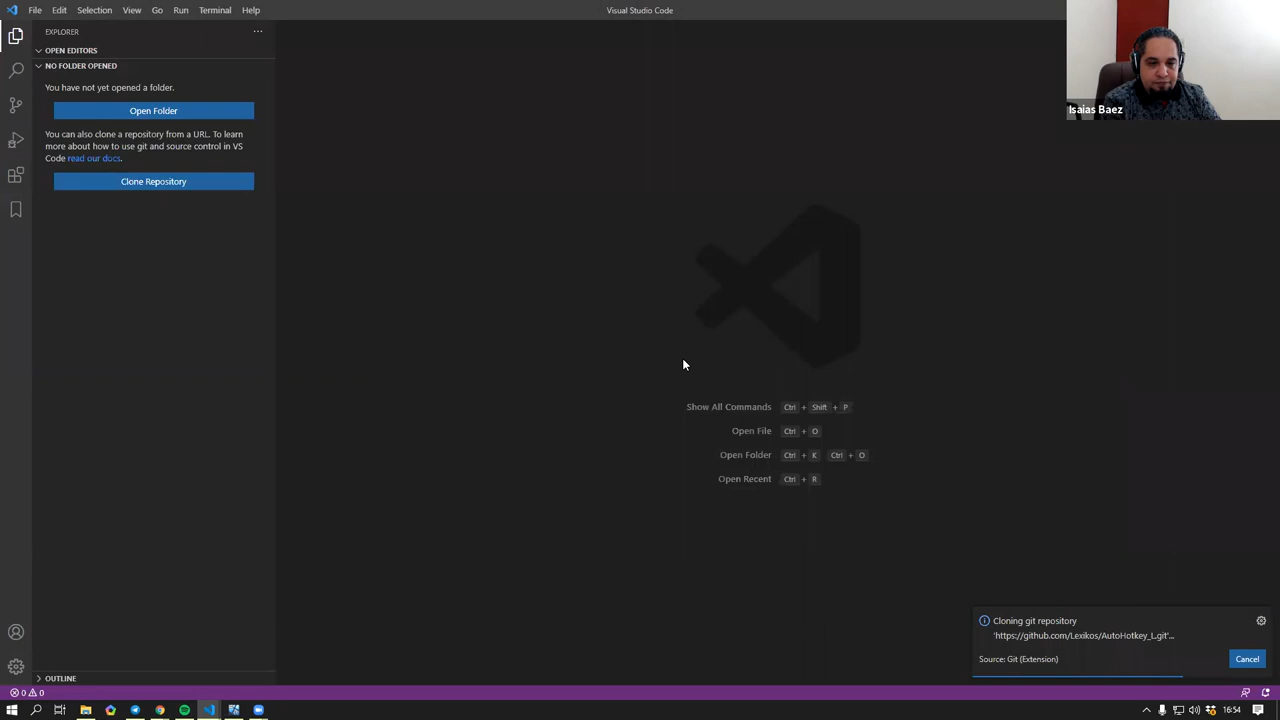 File Edit Selection View Go Run Terminal Help
Visual Studio Code
EXPLORER
OPEN EDITORS
NO FOLDER OPENED
You have not yet opened a folder.
Open Folder
You can also clone a repository from a URL. To learn
more about how to use git and source control in VS
Code read our docs.
Clone Repository
Isaias Baez
Show All Commands Ctrl + Shift + P
Open File Ctrl + O
Open Folder Ctrl + K Ctrl + O
Open Recent Ctrl + R
Cloning git repository
'https://github.com/Lexikos/AutoHotkey_L.git'...
Source: Git (Extension)
Cancel
OUTLINE
0 0
16:54